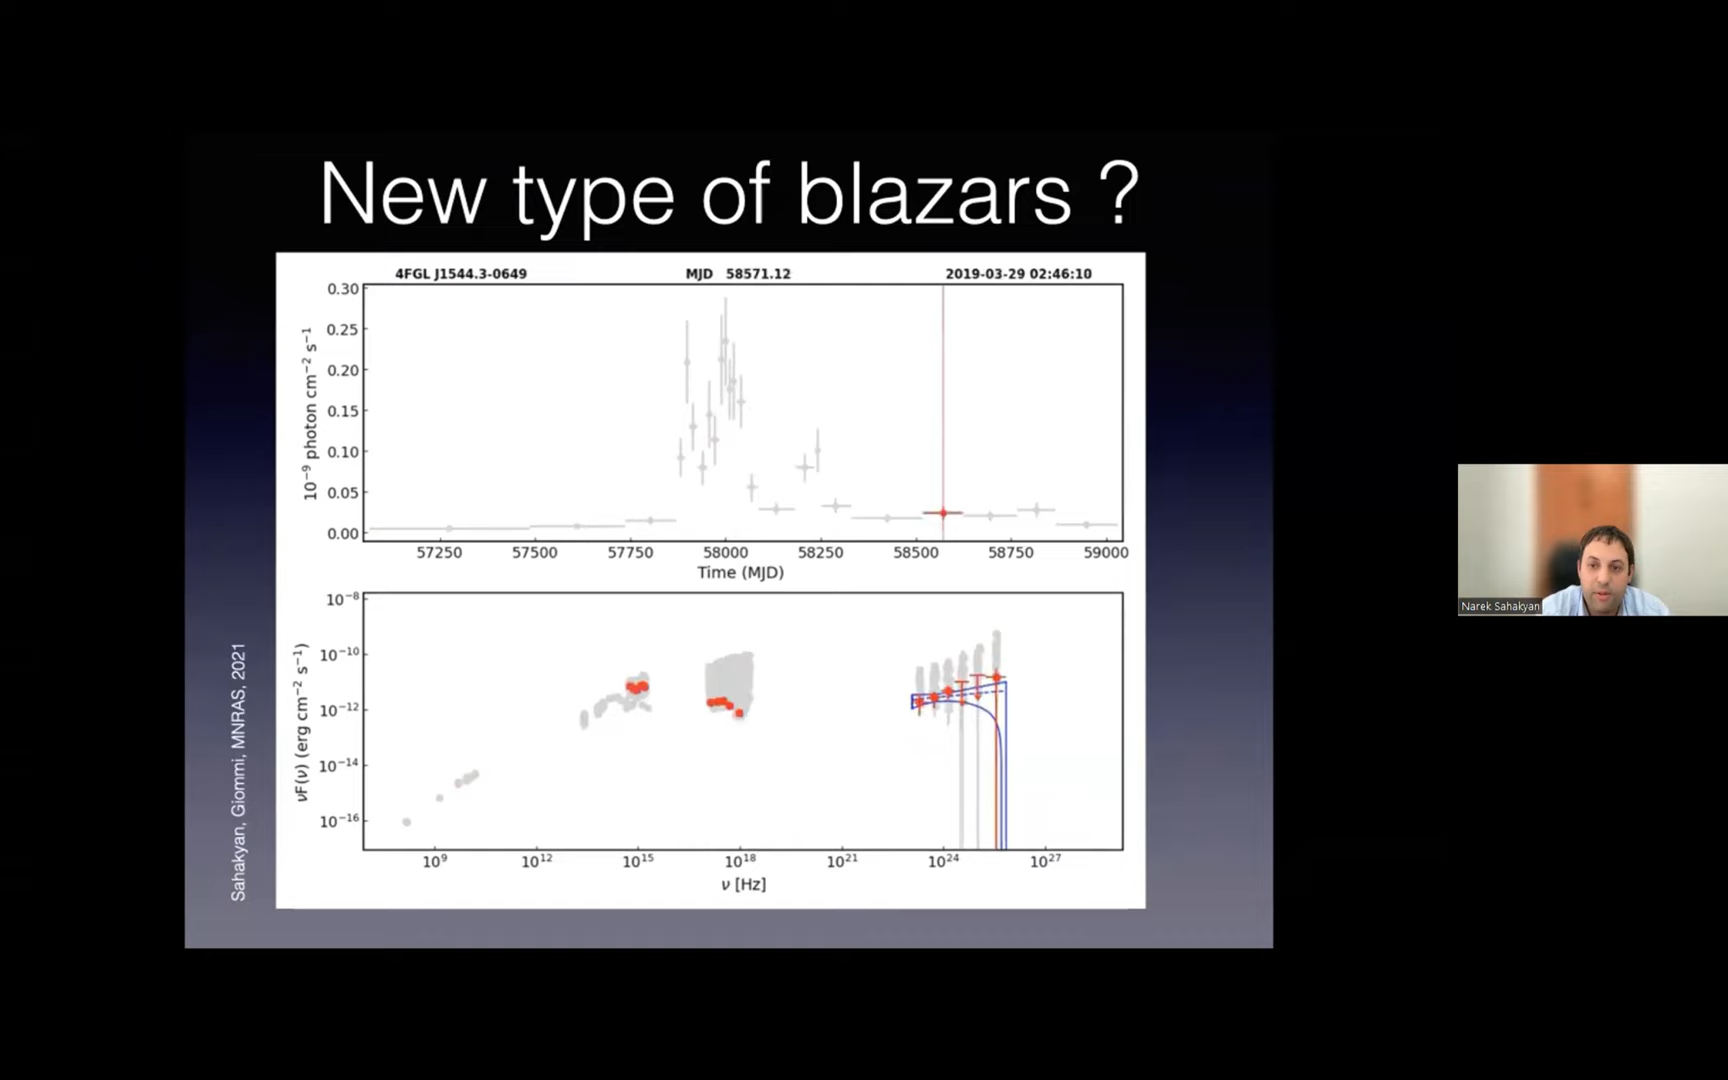 New type of blazars ?
4FGL J1544.3-0649 MJD 58571.12 2019-03-29 02:46:10
0.30
0.25
0.20
0.15
0.10
0.05
0.00
10⁻⁹ photon cm⁻² s⁻¹
57250 57500 57750 58000 58250 58500 58750 59000
Time (MJD)
10⁻⁸
10⁻¹⁰
10⁻¹²
10⁻¹⁴
10⁻¹⁶
νF(ν) (erg cm⁻² s⁻¹)
10⁹ 10¹² 10¹⁵ 10¹⁸ 10²¹ 10²⁴ 10²⁷
ν [Hz]
Sahakyan, Giommi, MNRAS, 2021
Narek Sahakyan